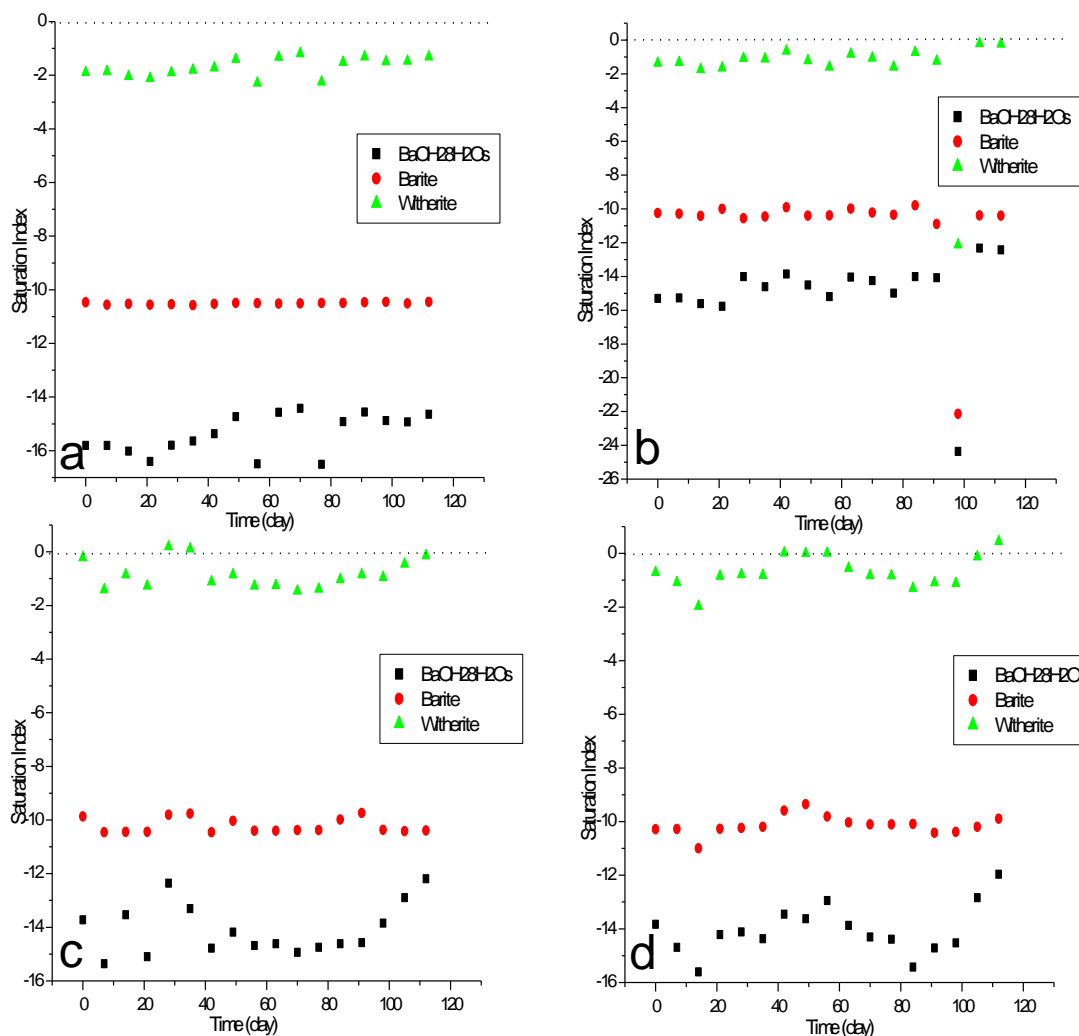 0
-2
-4
-6
-8
-10
-12
-14
-16
Saturation Index
BaOH28H2Os
Barite
Witherite
a
0
20
40
60
80
100
120
Time (day)
0
-2
-4
-6
-8
-10
-12
-14
-16
-18
-20
-22
-24
-26
Saturation Index
BaOH28H2Os
Barite
Witherite
b
0
20
40
60
80
100
120
Time (day)
0
-2
-4
-6
-8
-10
-12
-14
-16
Saturation Index
BaOH28H2Os
Barite
Witherite
c
0
20
40
60
80
100
120
Time (day)
0
-2
-4
-6
-8
-10
-12
-14
-16
Saturation Index
BaOH28H2O
Barite
Witherite
d
0
20
40
60
80
100
120
Time (day)